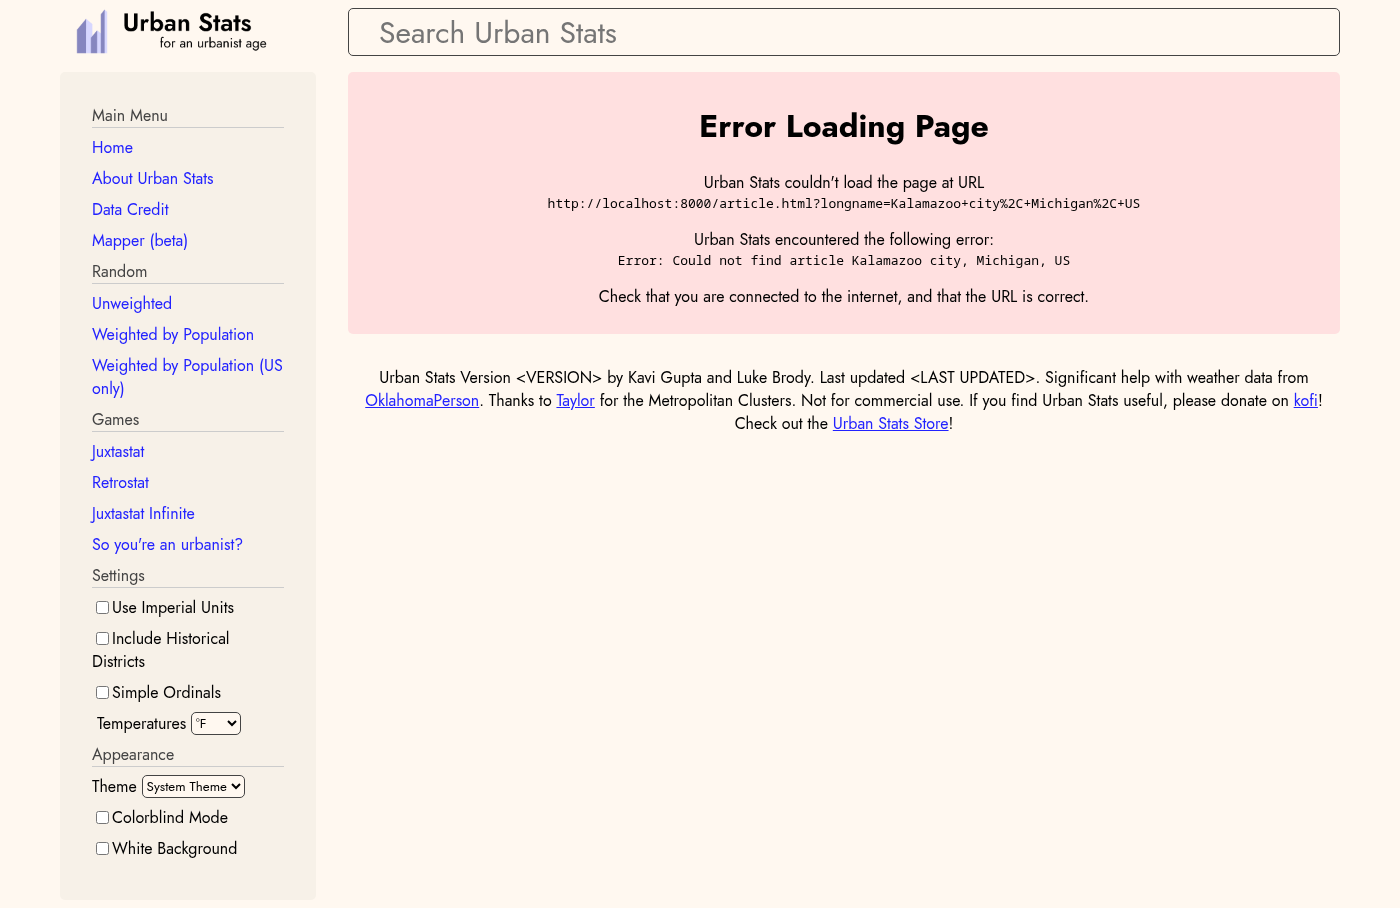 Urban Stats
for an urbanist age
Search Urban Stats
Main Menu
Home
About Urban Stats
Data Credit
Mapper (beta)
Random
Unweighted
Weighted by Population
Weighted by Population (US
only)
Games
Juxtastat
Retrostat
Juxtastat Infinite
So you're an urbanist?
Settings
Use Imperial Units
Include Historical
Districts
Simple Ordinals
Temperatures °F
Appearance
Theme System Theme
Colorblind Mode
White Background
Error Loading Page
Urban Stats couldn't load the page at URL
http://localhost:8000/article.html?longname=Kalamazoo+city%2C+Michigan%2C+US
Urban Stats encountered the following error:
Error: Could not find article Kalamazoo city, Michigan, US
Check that you are connected to the internet, and that the URL is correct.
Urban Stats Version <VERSION> by Kavi Gupta and Luke Brody. Last updated <LAST UPDATED>. Significant help with weather data from
OklahomaPerson. Thanks to Taylor for the Metropolitan Clusters. Not for commercial use. If you find Urban Stats useful, please donate on kofi!
Check out the Urban Stats Store!